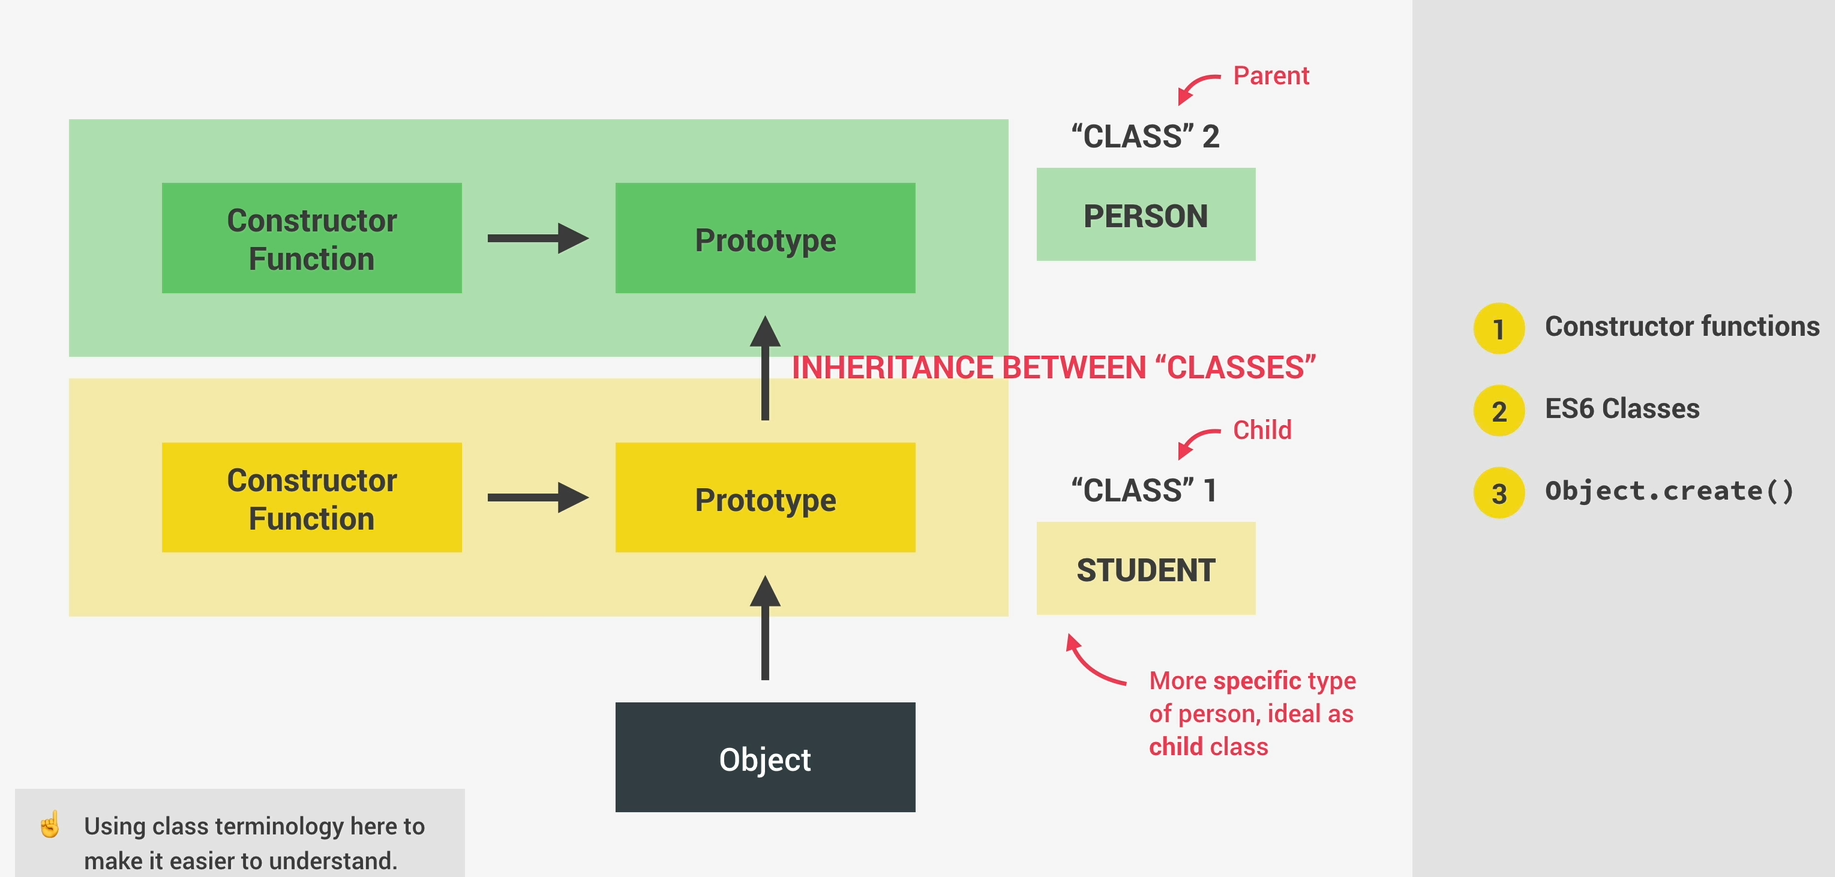 Parent
“CLASS” 2
PERSON
Constructor
Function
Prototype
INHERITANCE BETWEEN “CLASSES”
Child
“CLASS” 1
STUDENT
Constructor
Function
Prototype
More specific type
of person, ideal as
child class
Object
☝️ Using class terminology here to
make it easier to understand.
1 Constructor functions
2 ES6 Classes
3 Object.create()